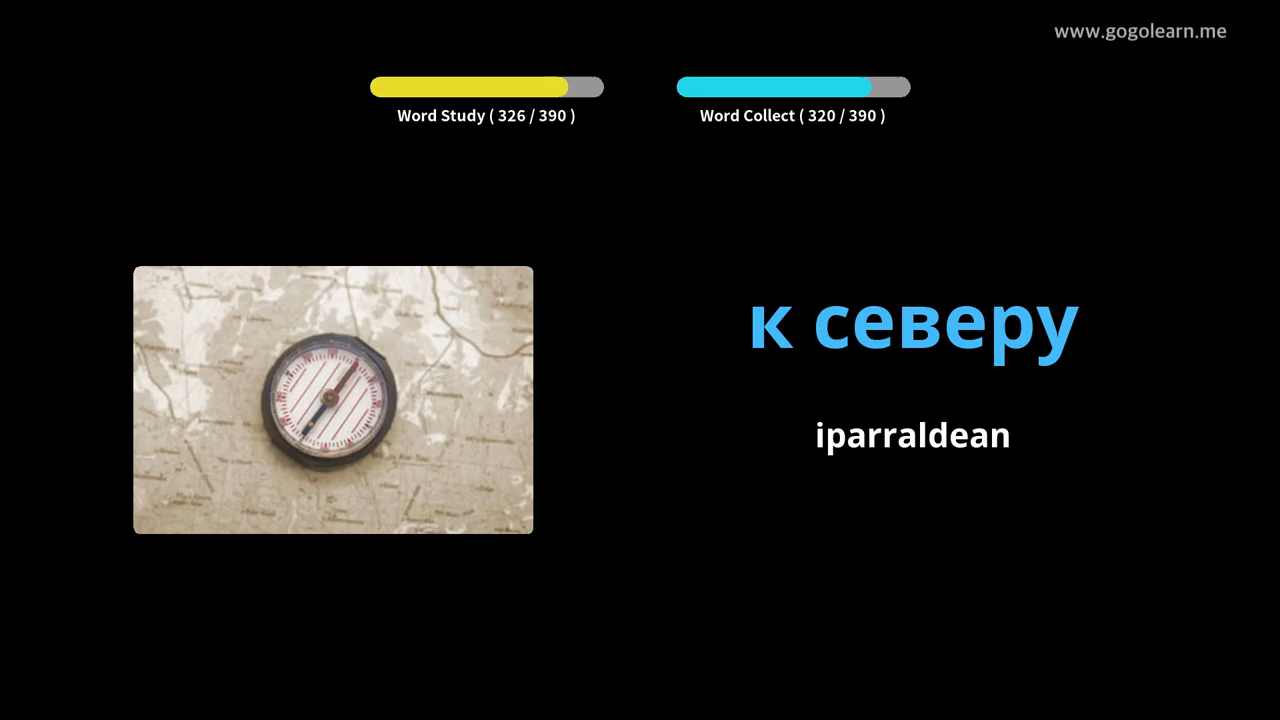 www.gogolearn.me
Word Study ( 326 / 390 )
Word Collect ( 320 / 390 )
к северу
iparraldean